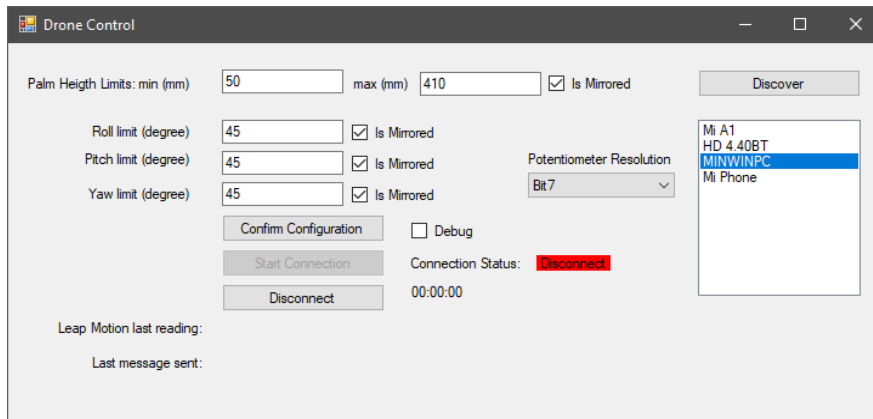 Drone Control
Palm Heigth Limits: min (mm) 50 max (mm) 410 Is Mirrored Discover
Roll limit (degree) 45 Is Mirrored
Pitch limit (degree) 45 Is Mirrored
Yaw limit (degree) 45 Is Mirrored
Potentiometer Resolution
Bit7
Mi A1
HD 4.40BT
MINWINPC
Mi Phone
Confirm Configuration Debug
Start Connection Connection Status: Disconnect
Disconnect 00:00:00
Leap Motion last reading:
Last message sent: